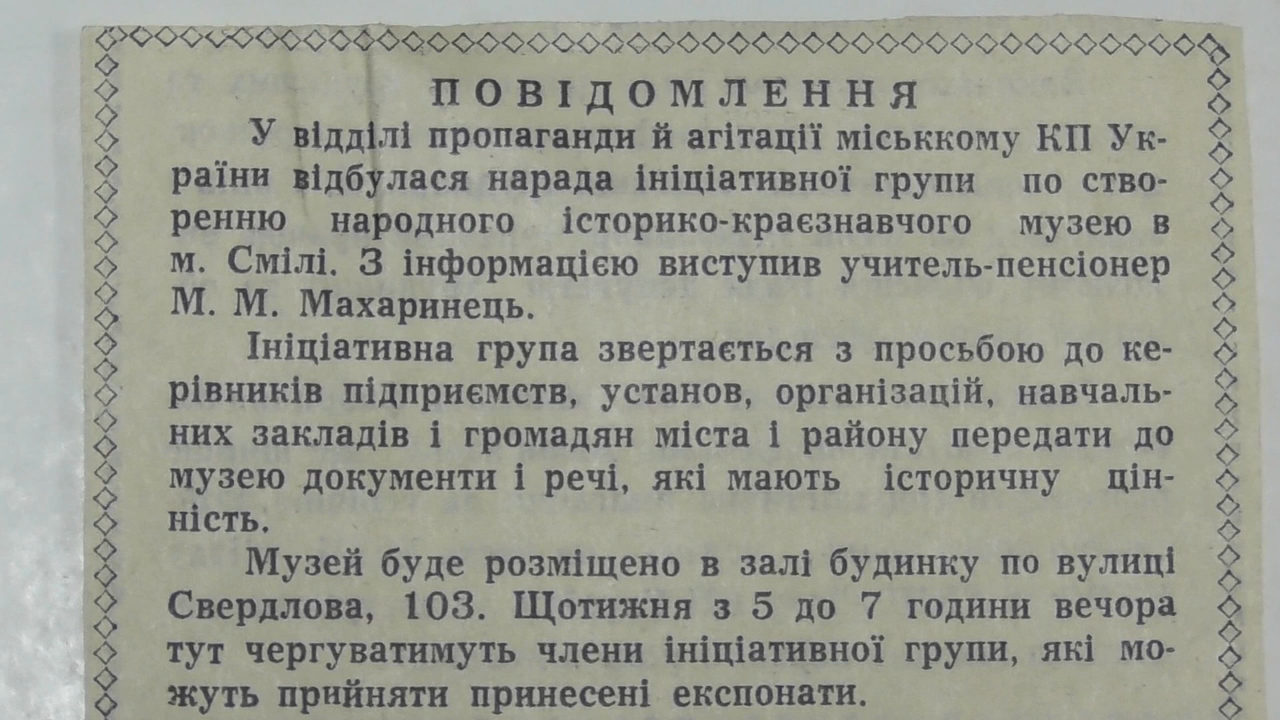 ПОВІДОМЛЕННЯ
У відділі пропаганди й агітації міськкому КП Ук-
раїни відбулася нарада ініціативної групи по ство-
ренню народного історико-краєзнавчого музею в
м. Смілі. З інформацією виступив учитель-пенсіонер
М. М. Махаринець.
Ініціативна група звертається з просьбою до ке-
рівників підприємств, установ, організацій, навчаль-
них закладів і громадян міста і району передати до
музею документи і речі, які мають історичну цін-
ність.
Музей буде розміщено в залі будинку по вулиці
Свердлова, 103. Щотижня з 5 до 7 години вечора
тут чергуватимуть члени ініціативної групи, які мо-
жуть прийняти принесені експонати.